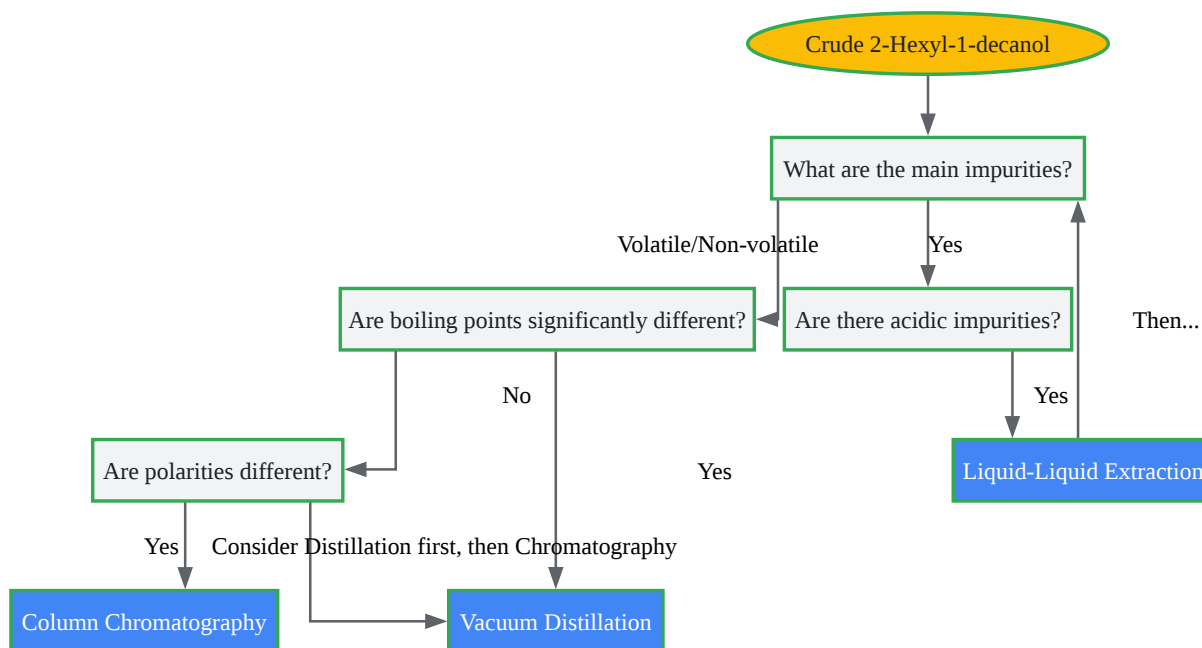 Crude 2-Hexyl-1-decanol
What are the main impurities?
Volatile/Non-volatile
Yes
Are boiling points significantly different?
Are there acidic impurities?
Then...
No
Yes
Are polarities different?
Yes
Liquid-Liquid Extraction
Yes
Consider Distillation first, then Chromatography
Column Chromatography
Vacuum Distillation